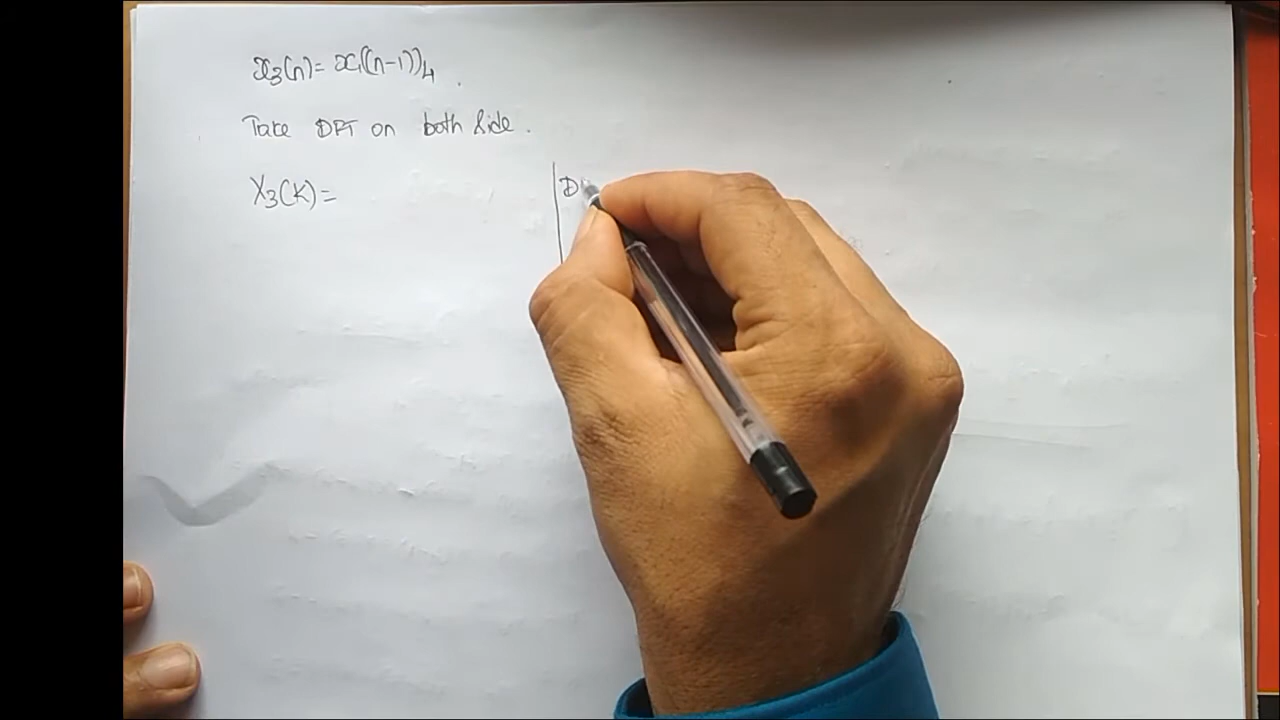 x₃(n) = x₁((n-1))₄ .
Take DFT on both side .
X₃(K) =
D